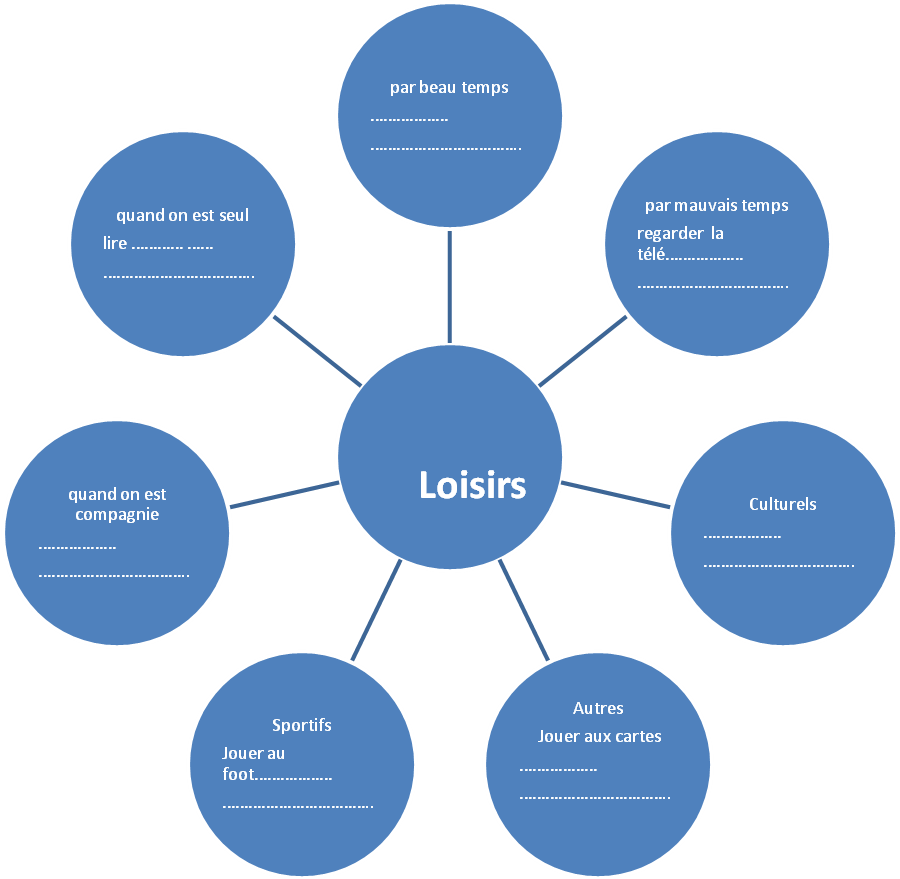 par beau temps
..................
...................................
par mauvais temps
regarder la
télé..................
...................................
Culturels
..................
...................................
Autres
Jouer aux cartes
..................
...................................
Sportifs
Jouer au
foot..................
...................................
quand on est
compagnie
..................
...................................
quand on est seul
lire ............ ......
...................................
Loisirs